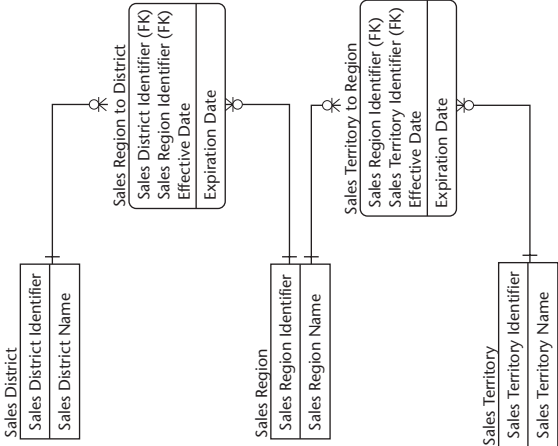 Sales District
Sales District Identifier
Sales District Name
Sales Region to District
Sales District Identifier (FK)
Sales Region Identifier (FK)
Effective Date
Expiration Date
Sales Region
Sales Region Identifier
Sales Region Name
Sales Territory to Region
Sales Region Identifier (FK)
Sales Territory Identifier (FK)
Effective Date
Expiration Date
Sales Territory
Sales Territory Identifier
Sales Territory Name